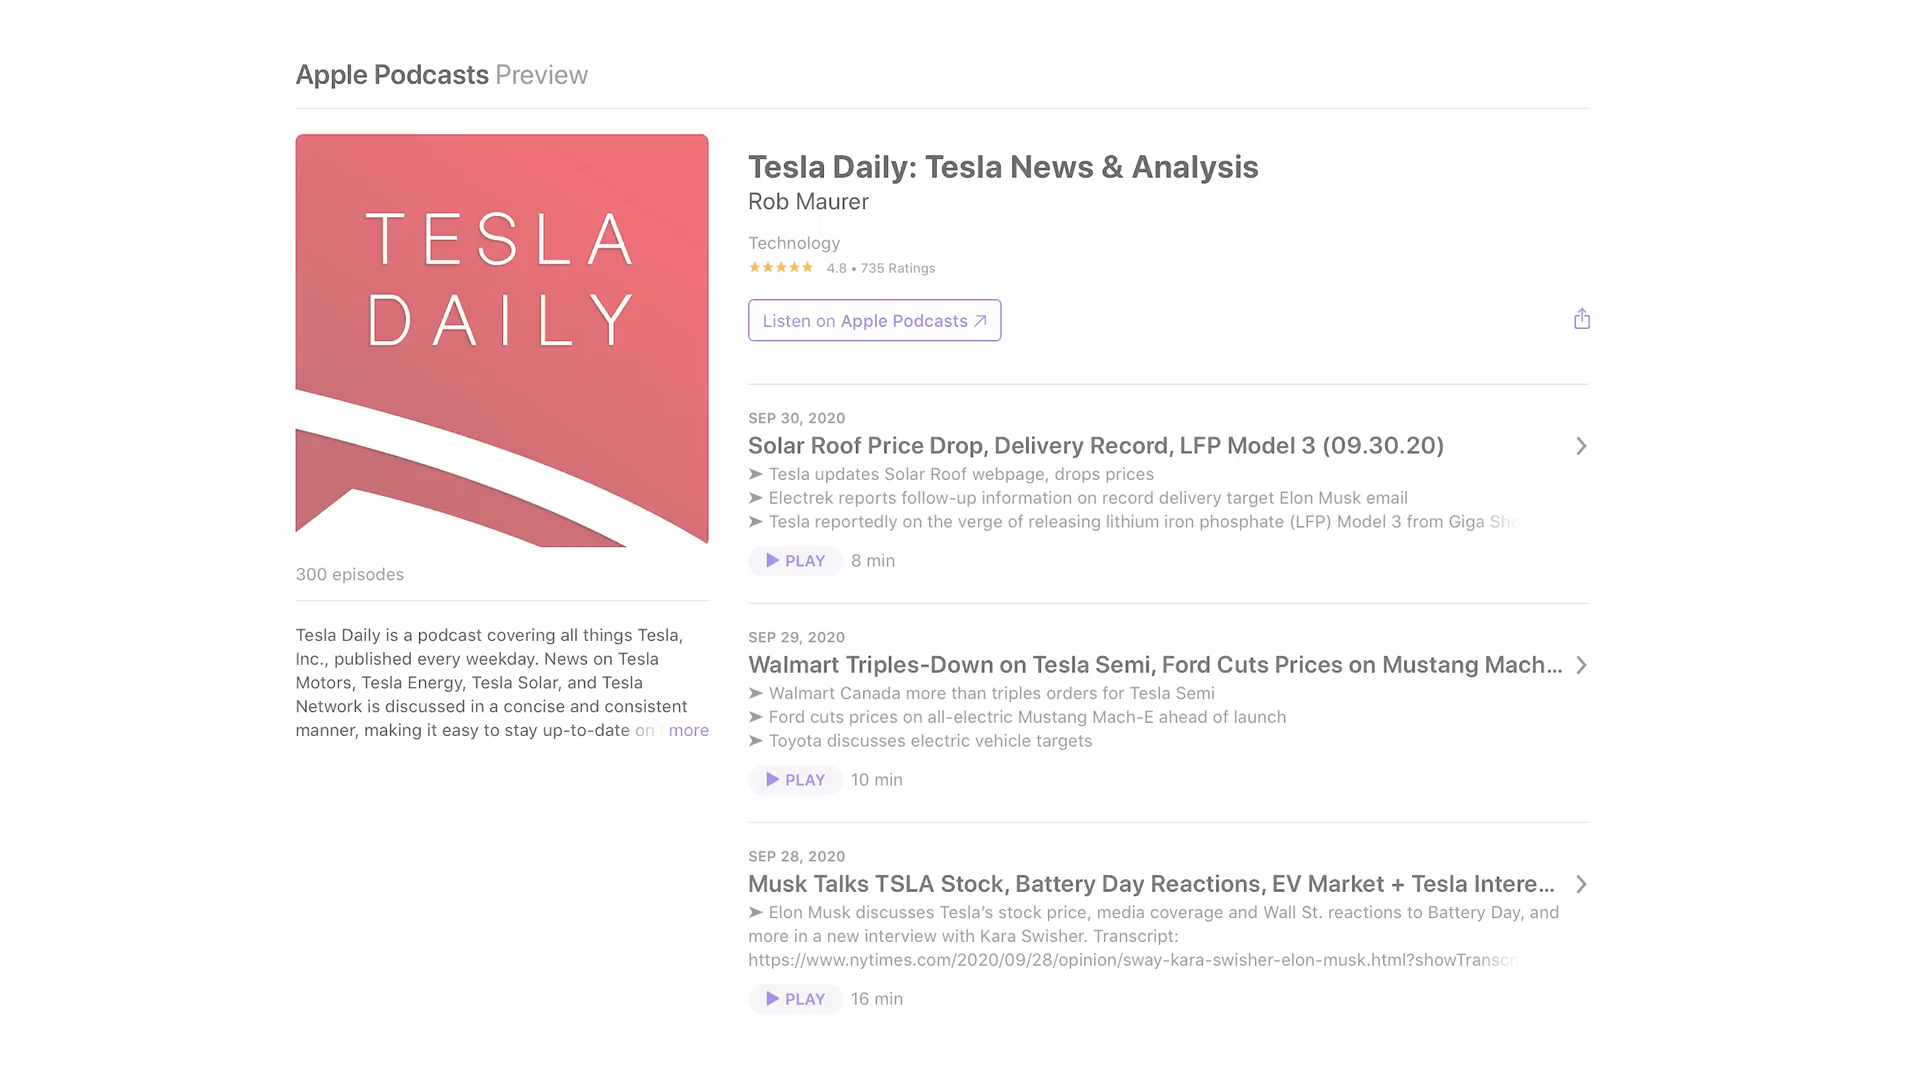 Apple Podcasts Preview
TESLA
DAILY
300 episodes
Tesla Daily is a podcast covering all things Tesla,
Inc., published every weekday. News on Tesla
Motors, Tesla Energy, Tesla Solar, and Tesla
Network is discussed in a concise and consistent
manner, making it easy to stay up-to-date on more
Tesla Daily: Tesla News & Analysis
Rob Maurer
Technology
★★★★★ 4.8 • 735 Ratings
Listen on Apple Podcasts ↗
SEP 30, 2020
Solar Roof Price Drop, Delivery Record, LFP Model 3 (09.30.20)
➤ Tesla updates Solar Roof webpage, drops prices
➤ Electrek reports follow-up information on record delivery target Elon Musk email
➤ Tesla reportedly on the verge of releasing lithium iron phosphate (LFP) Model 3 from Giga Sha
▶ PLAY 8 min
SEP 29, 2020
Walmart Triples-Down on Tesla Semi, Ford Cuts Prices on Mustang Mach...
➤ Walmart Canada more than triples orders for Tesla Semi
➤ Ford cuts prices on all-electric Mustang Mach-E ahead of launch
➤ Toyota discusses electric vehicle targets
▶ PLAY 10 min
SEP 28, 2020
Musk Talks TSLA Stock, Battery Day Reactions, EV Market + Tesla Intere...
➤ Elon Musk discusses Tesla's stock price, media coverage and Wall St. reactions to Battery Day, and
more in a new interview with Kara Swisher. Transcript:
https://www.nytimes.com/2020/09/28/opinion/sway-kara-swisher-elon-musk.html?showTranscr
▶ PLAY 16 min